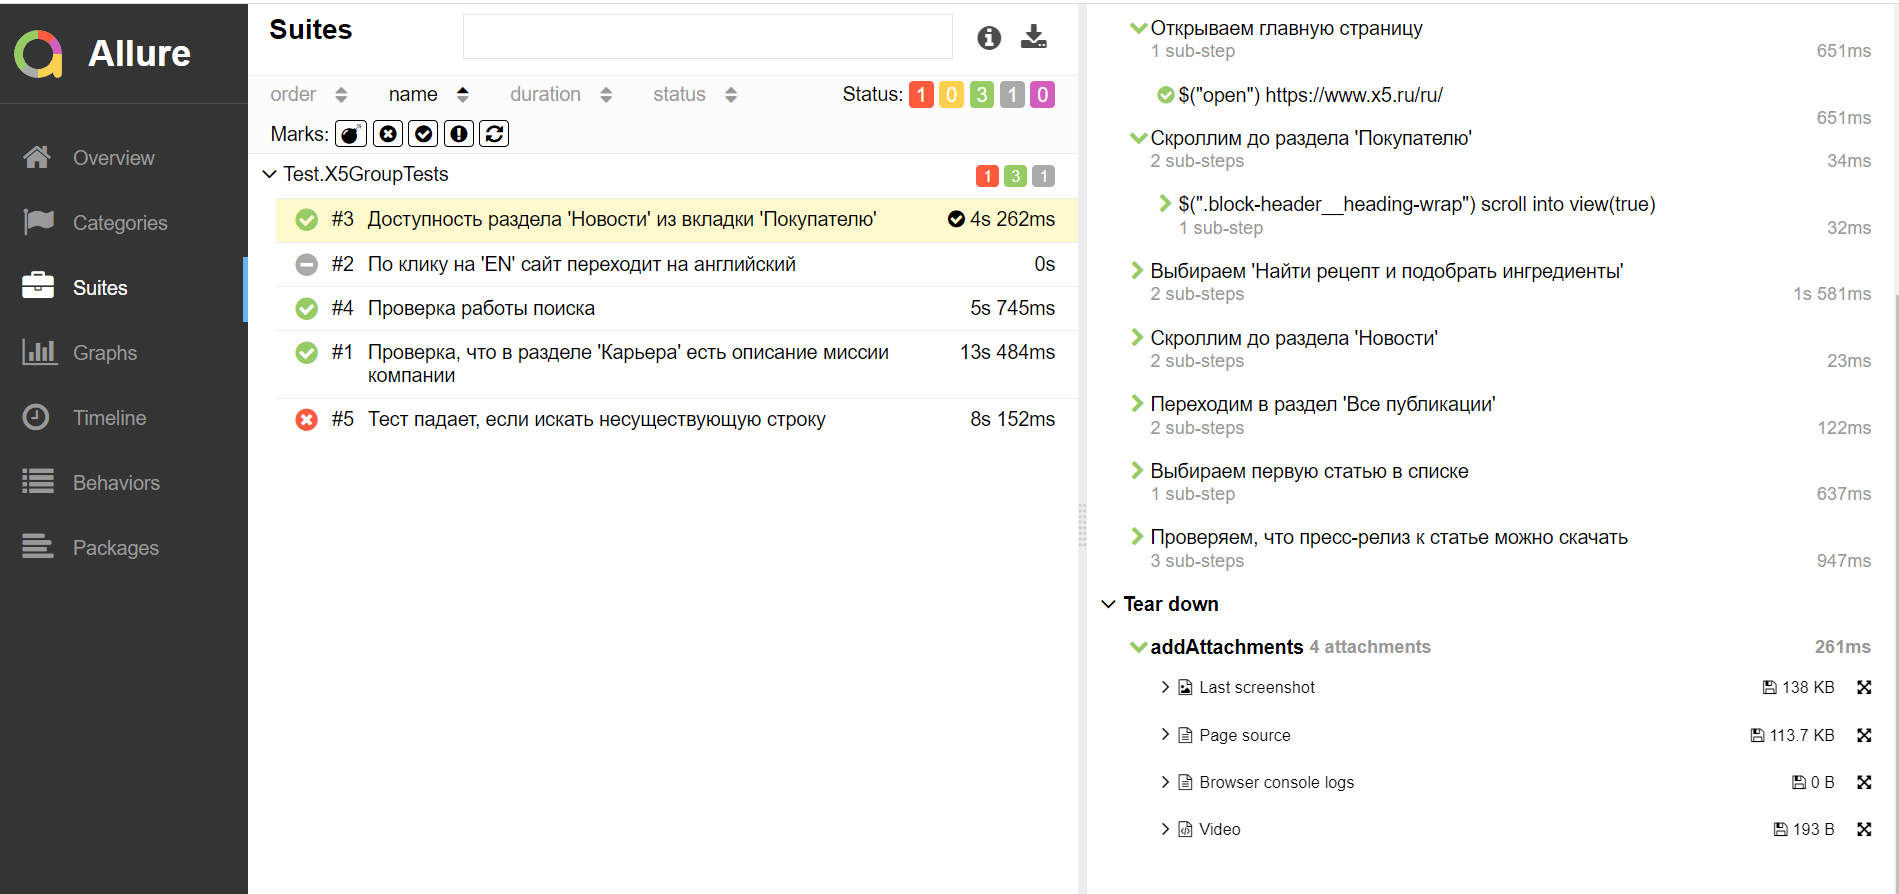 Allure
Overview
Categories
Suites
Graphs
Timeline
Behaviors
Packages
Suites
order name duration status Status: 1 0 3 1 0
Marks:
Test.X5GroupTests 1 3 1
#3 Доступность раздела 'Новости' из вкладки 'Покупателю' 4s 262ms
#2 По клику на 'EN' сайт переходит на английский 0s
#4 Проверка работы поиска 5s 745ms
#1 Проверка, что в разделе 'Карьера' есть описание миссии 13s 484ms
компании
#5 Тест падает, если искать несуществующую строку 8s 152ms
Открываем главную страницу
1 sub-step 651ms
$("open") https://www.x5.ru/ru/
651ms
Скроллим до раздела 'Покупателю'
2 sub-steps 34ms
$(".block-header__heading-wrap") scroll into view(true)
1 sub-step 32ms
Выбираем 'Найти рецепт и подобрать ингредиенты'
2 sub-steps 1s 581ms
Скроллим до раздела 'Новости'
2 sub-steps 23ms
Переходим в раздел 'Все публикации'
2 sub-steps 122ms
Выбираем первую статью в списке
1 sub-step 637ms
Проверяем, что пресс-релиз к статье можно скачать
3 sub-steps 947ms
Tear down
addAttachments 4 attachments 261ms
Last screenshot 138 KB
Page source 113.7 KB
Browser console logs 0 B
Video 193 B